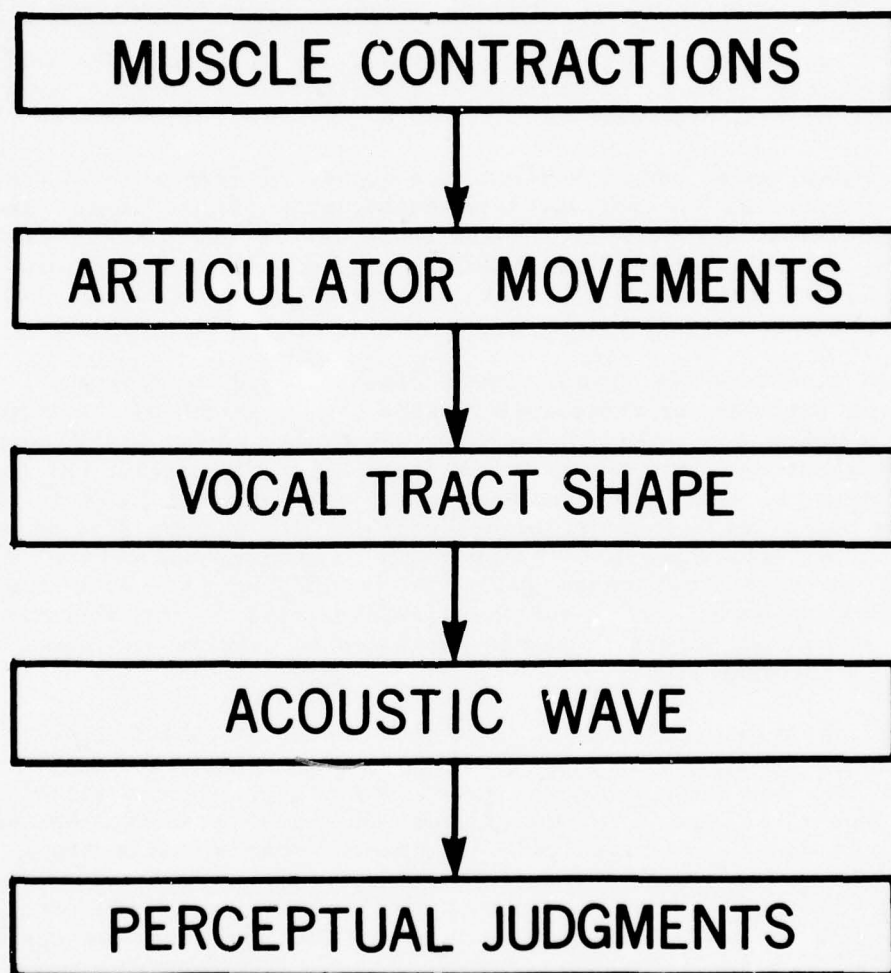 MUSCLE CONTRACTIONS
ARTICULATOR MOVEMENTS
VOCAL TRACT SHAPE
ACOUSTIC WAVE
PERCEPTUAL JUDGMENTS